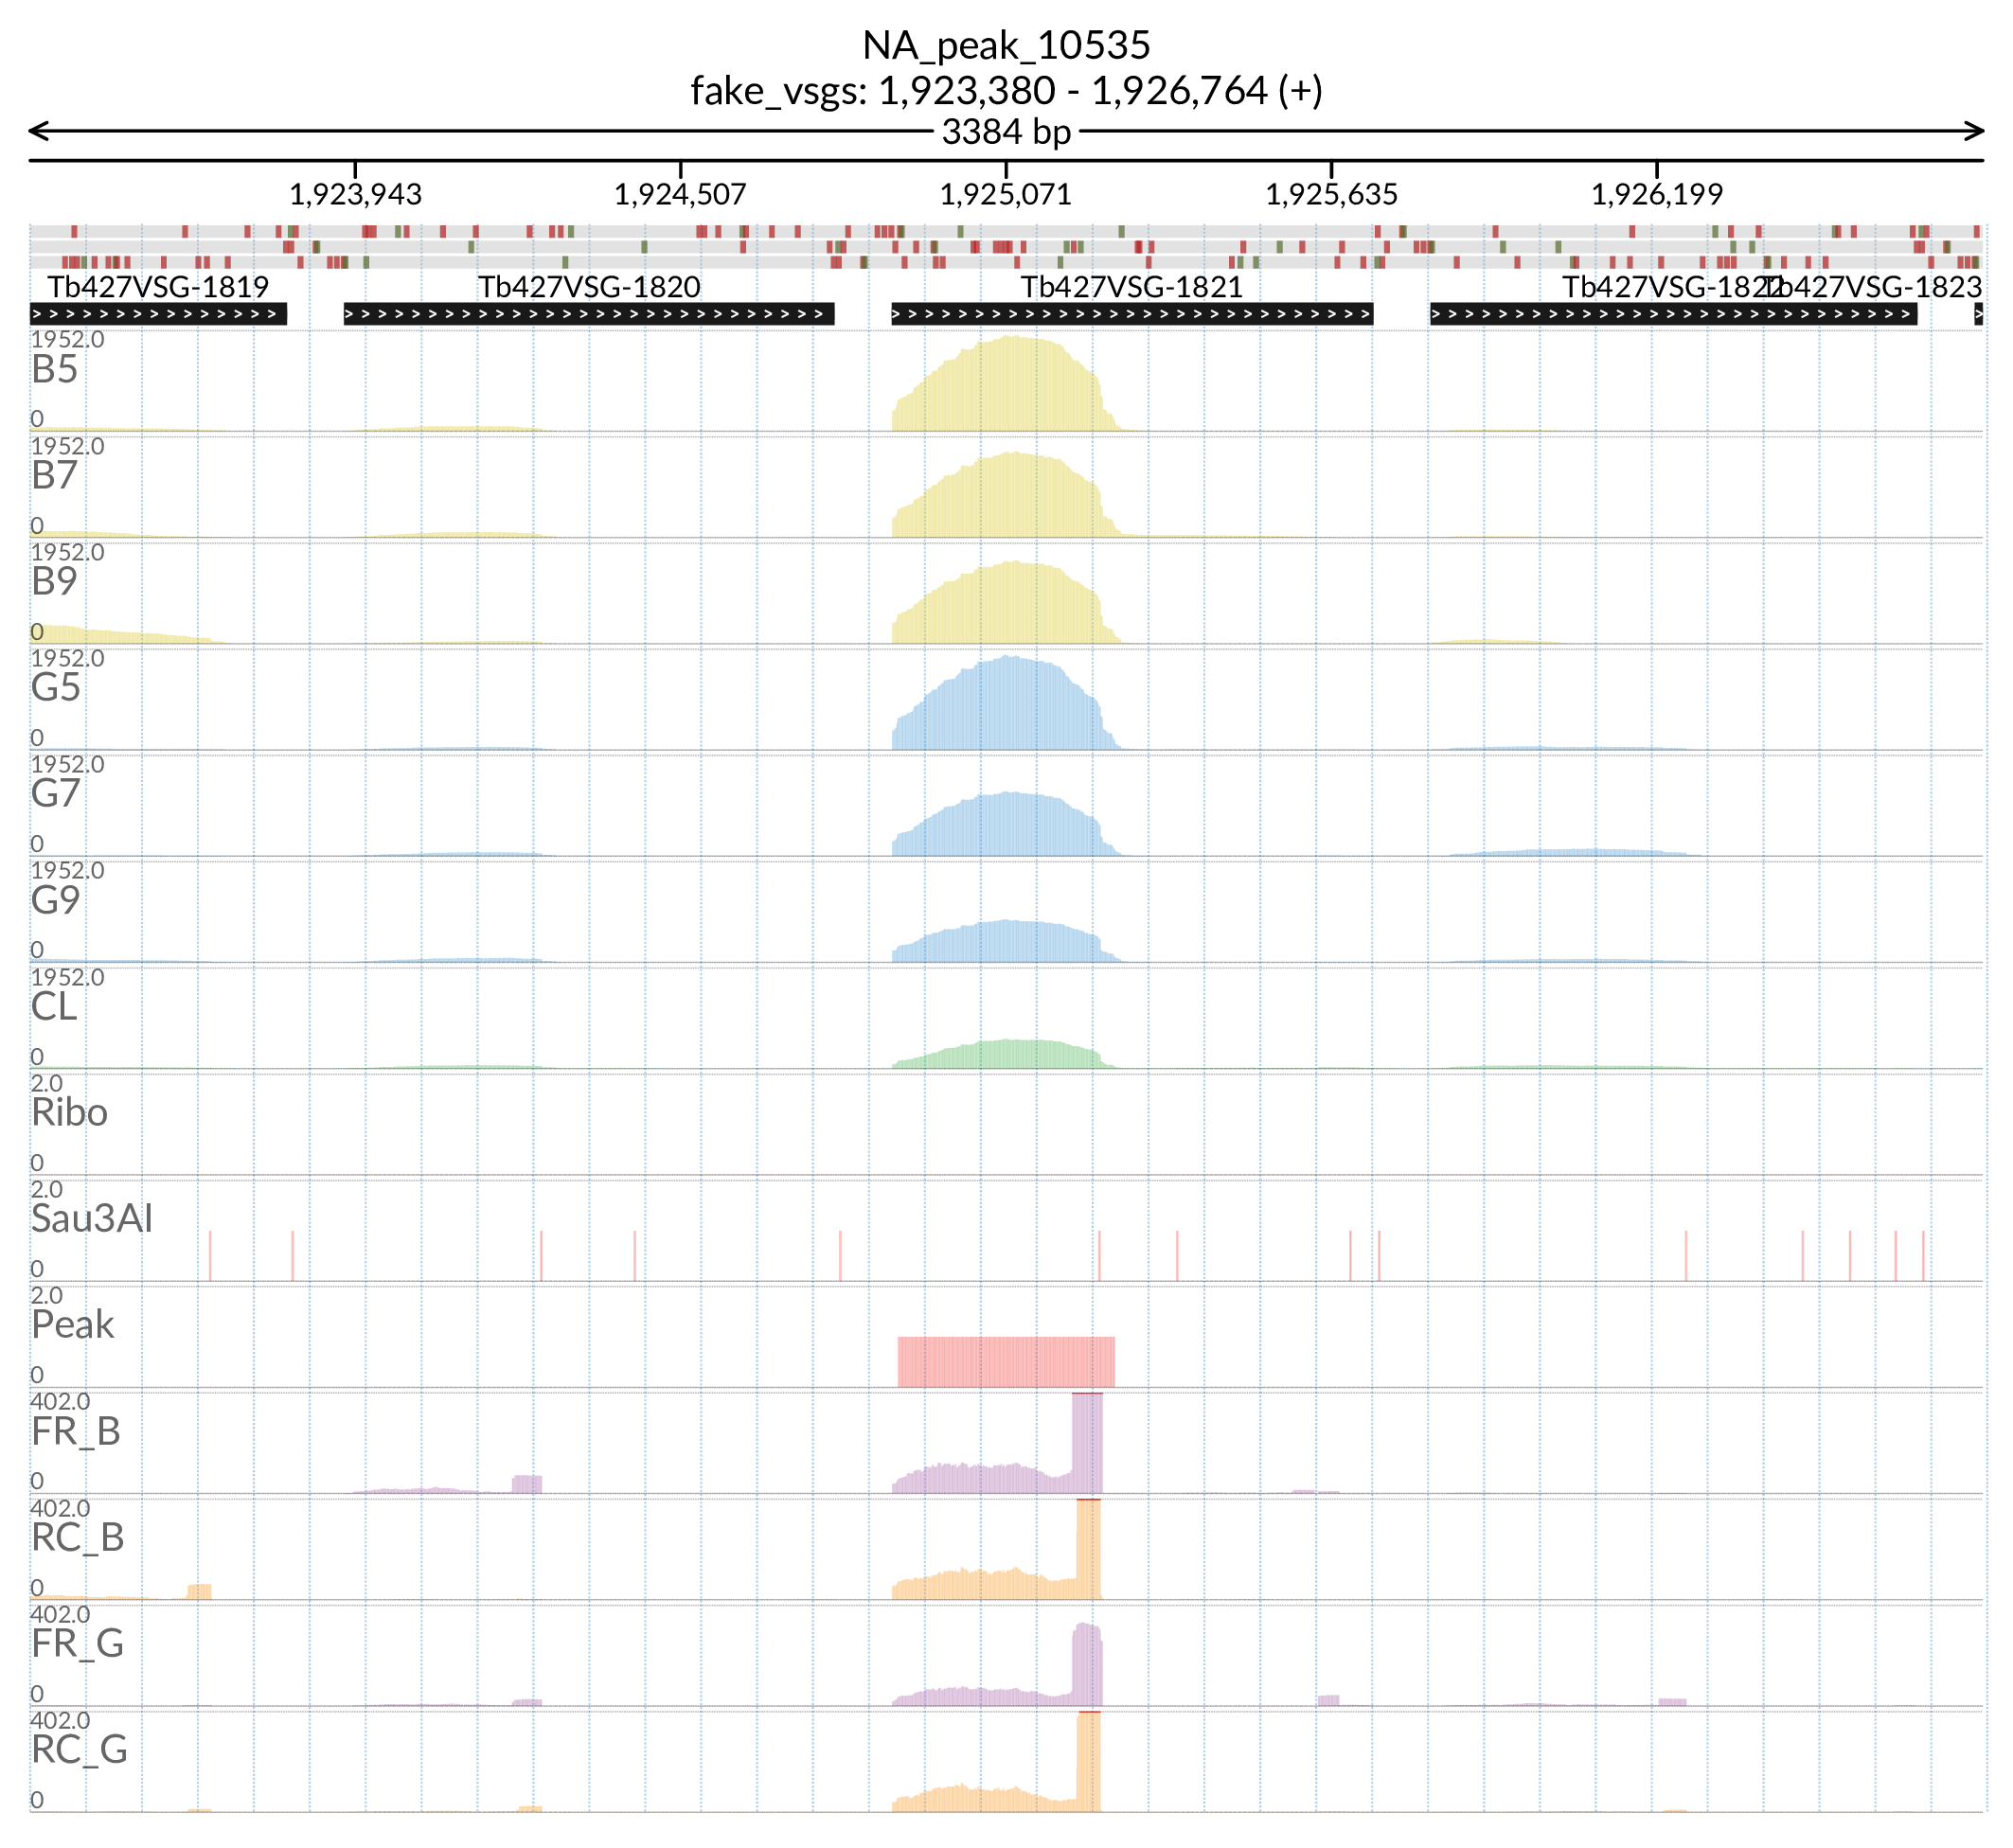 NA_peak_10535
fake_vsgs: 1,923,380 - 1,926,764 (+)
3384 bp
1,923,943 1,924,507 1,925,071 1,925,635 1,926,199
Tb427VSG-1819 Tb427VSG-1820 Tb427VSG-1821 Tb427VSG-1822 Tb427VSG-1823
1952.0
B5
0
1952.0
B7
0
1952.0
B9
0
1952.0
G5
0
1952.0
G7
0
1952.0
G9
0
1952.0
CL
0
2.0
Ribo
0
2.0
Sau3AI
0
2.0
Peak
0
402.0
FR_B
0
402.0
RC_B
0
402.0
FR_G
0
402.0
RC_G
0